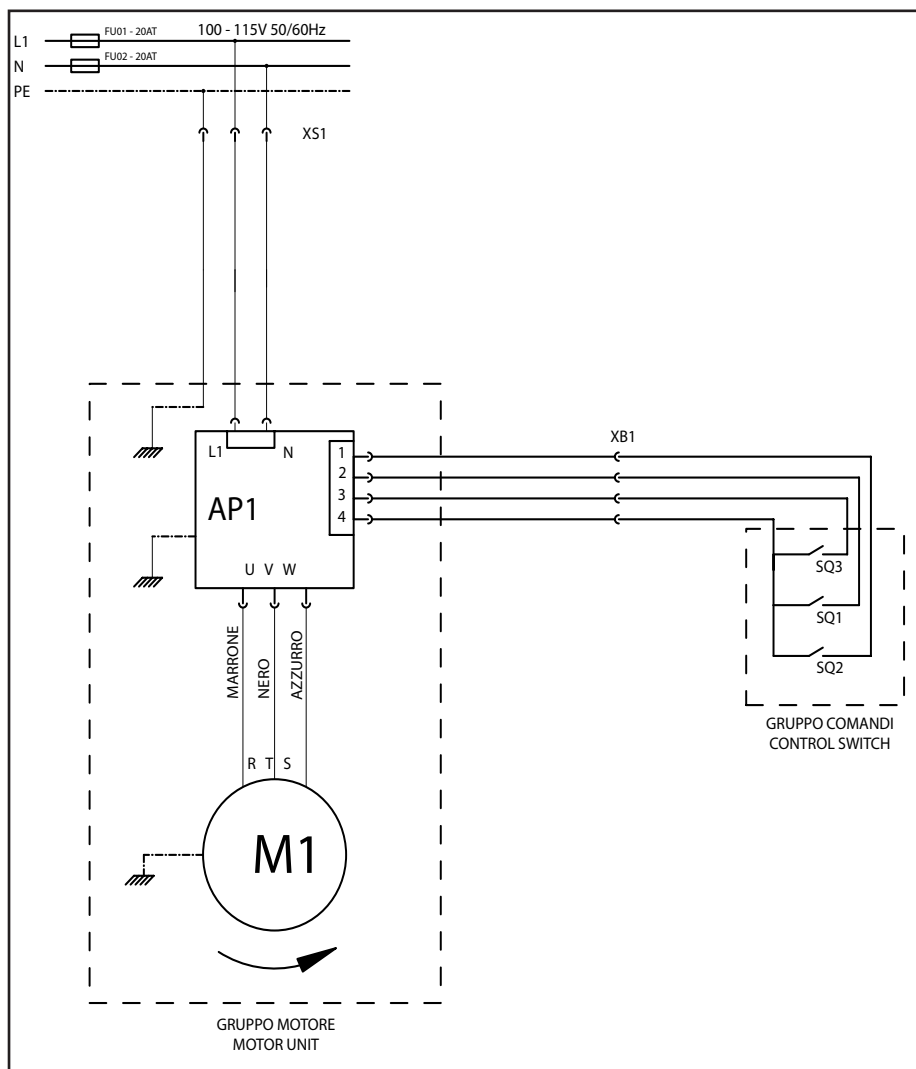 L1
FU01 - 20AT
100 - 115V 50/60Hz
N
FU02 - 20AT
PE
XS1
L1 N
XB1
1
2
3
4
AP1
U V W
SQ3
SQ1
SQ2
MARRONE
NERO
AZZURRO
GRUPPO COMANDI
CONTROL SWITCH
R T S
M1
GRUPPO MOTORE
MOTOR UNIT